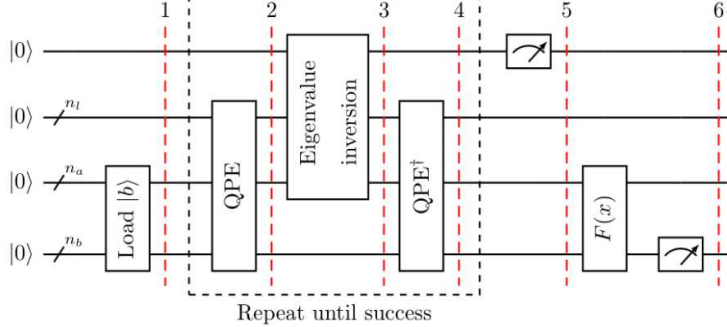 1 2 3 4 5 6
|0⟩
|0⟩ n_l
|0⟩ n_a
|0⟩ n_b
Load |b⟩
QPE
Eigenvalue
inversion
QPE†
F(x)
Repeat until success